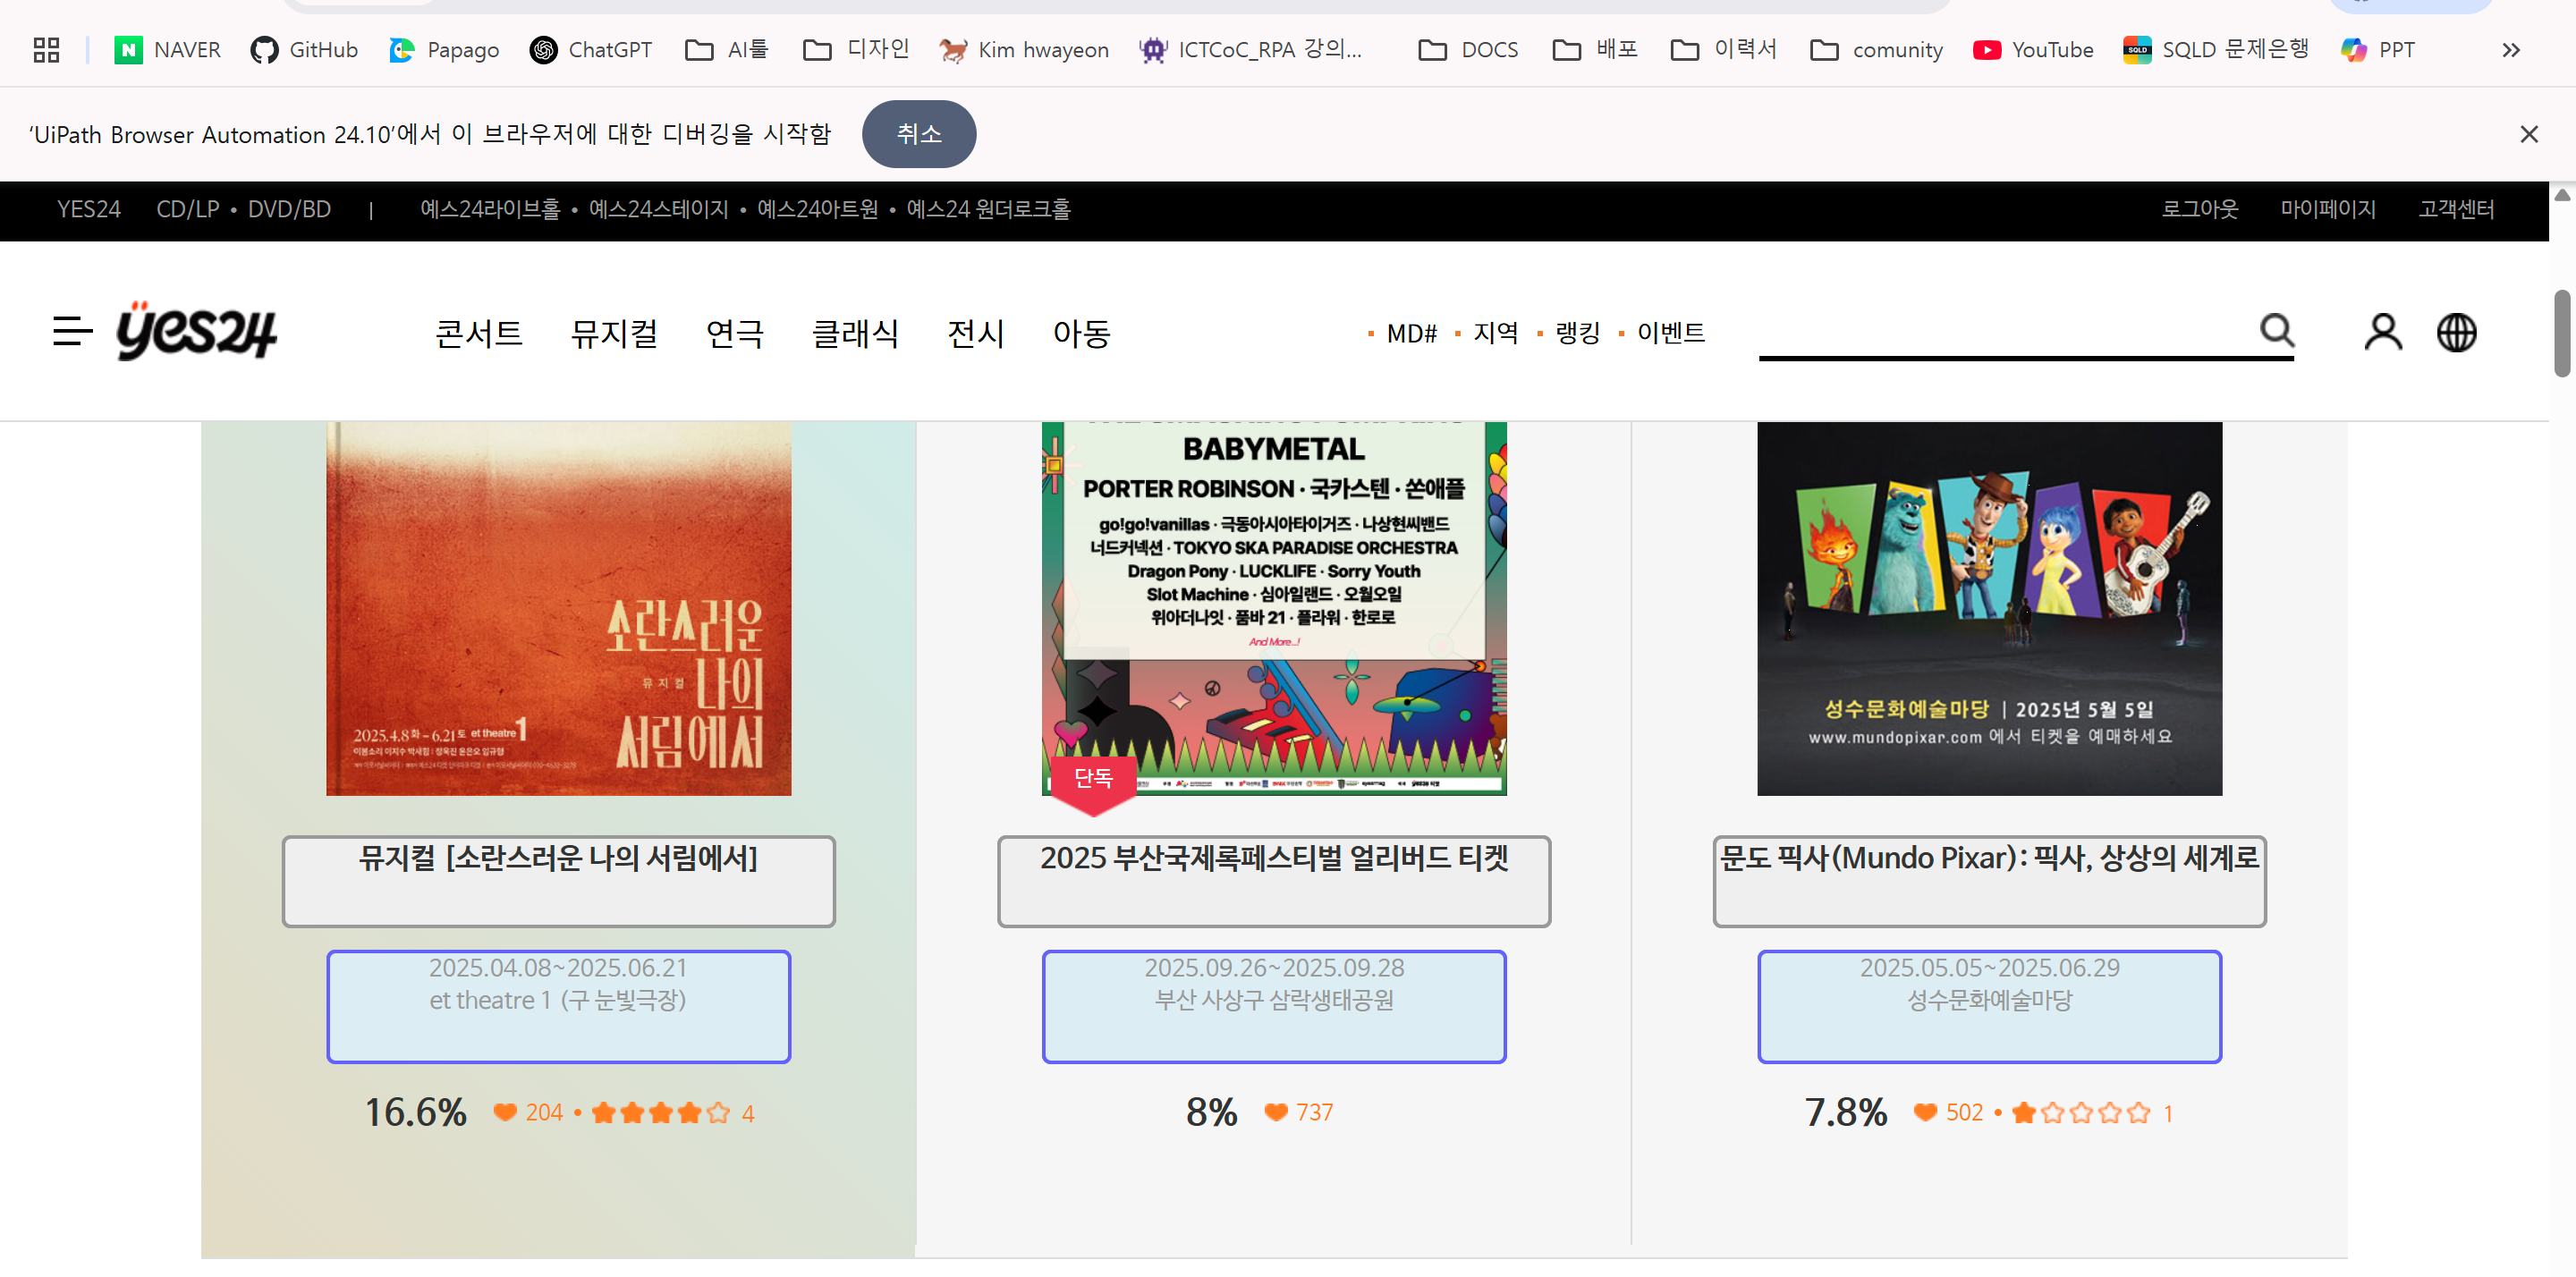 NAVER GitHub Papago ChatGPT AI툴 디자인 Kim hwayeon ICTCoC_RPA 강의... DOCS 배포 이력서 comunity YouTube SQLD 문제은행 PPT
'UiPath Browser Automation 24.10'에서 이 브라우저에 대한 디버깅을 시작함 취소
YES24 CD/LP • DVD/BD | 예스24라이브홀 • 예스24스테이지 • 예스24아트원 • 예스24 원더로크홀 로그아웃 마이페이지 고객센터
yes24 콘서트 뮤지컬 연극 클래식 전시 아동 MD# 지역 랭킹 이벤트
소란스러운
뮤지컬 나의
서림에서
2025.4.8화 - 6.21토 et theatre 1
BABYMETAL
PORTER ROBINSON · 국카스텐 · 쏜애플
go!go!vanillas · 극동아시아타이거즈 · 나상현씨밴드
너드커넥션 · TOKYO SKA PARADISE ORCHESTRA
Dragon Pony · LUCKLIFE · Sorry Youth
Slot Machine · 심아일랜드 · 오월오일
위아더나잇 · 품바 21 · 플라워 · 한로로
And More...!
단독
성수문화예술마당 | 2025년 5월 5일
www.mundopixar.com 에서 티켓을 예매하세요
뮤지컬 [소란스러운 나의 서림에서]
2025.04.08~2025.06.21
et theatre 1 (구 눈빛극장)
16.6% 204 • 4
2025 부산국제록페스티벌 얼리버드 티켓
2025.09.26~2025.09.28
부산 사상구 삼락생태공원
8% 737
문도 픽사(Mundo Pixar) : 픽사, 상상의 세계로
2025.05.05~2025.06.29
성수문화예술마당
7.8% 502 • 1